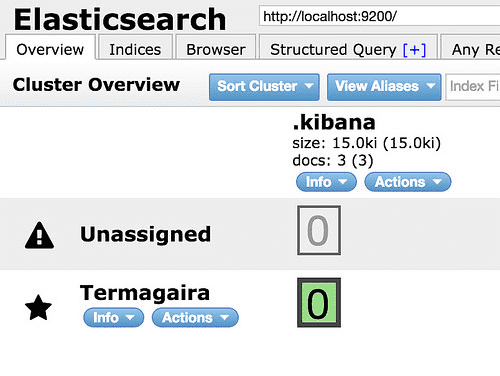 Elasticsearch http://localhost:9200/
Overview Indices Browser Structured Query [+] Any Re
Cluster Overview Sort Cluster View Aliases Index Fi
.kibana
size: 15.0ki (15.0ki)
docs: 3 (3)
Info Actions
Unassigned 0
Termagaira 0
Info Actions